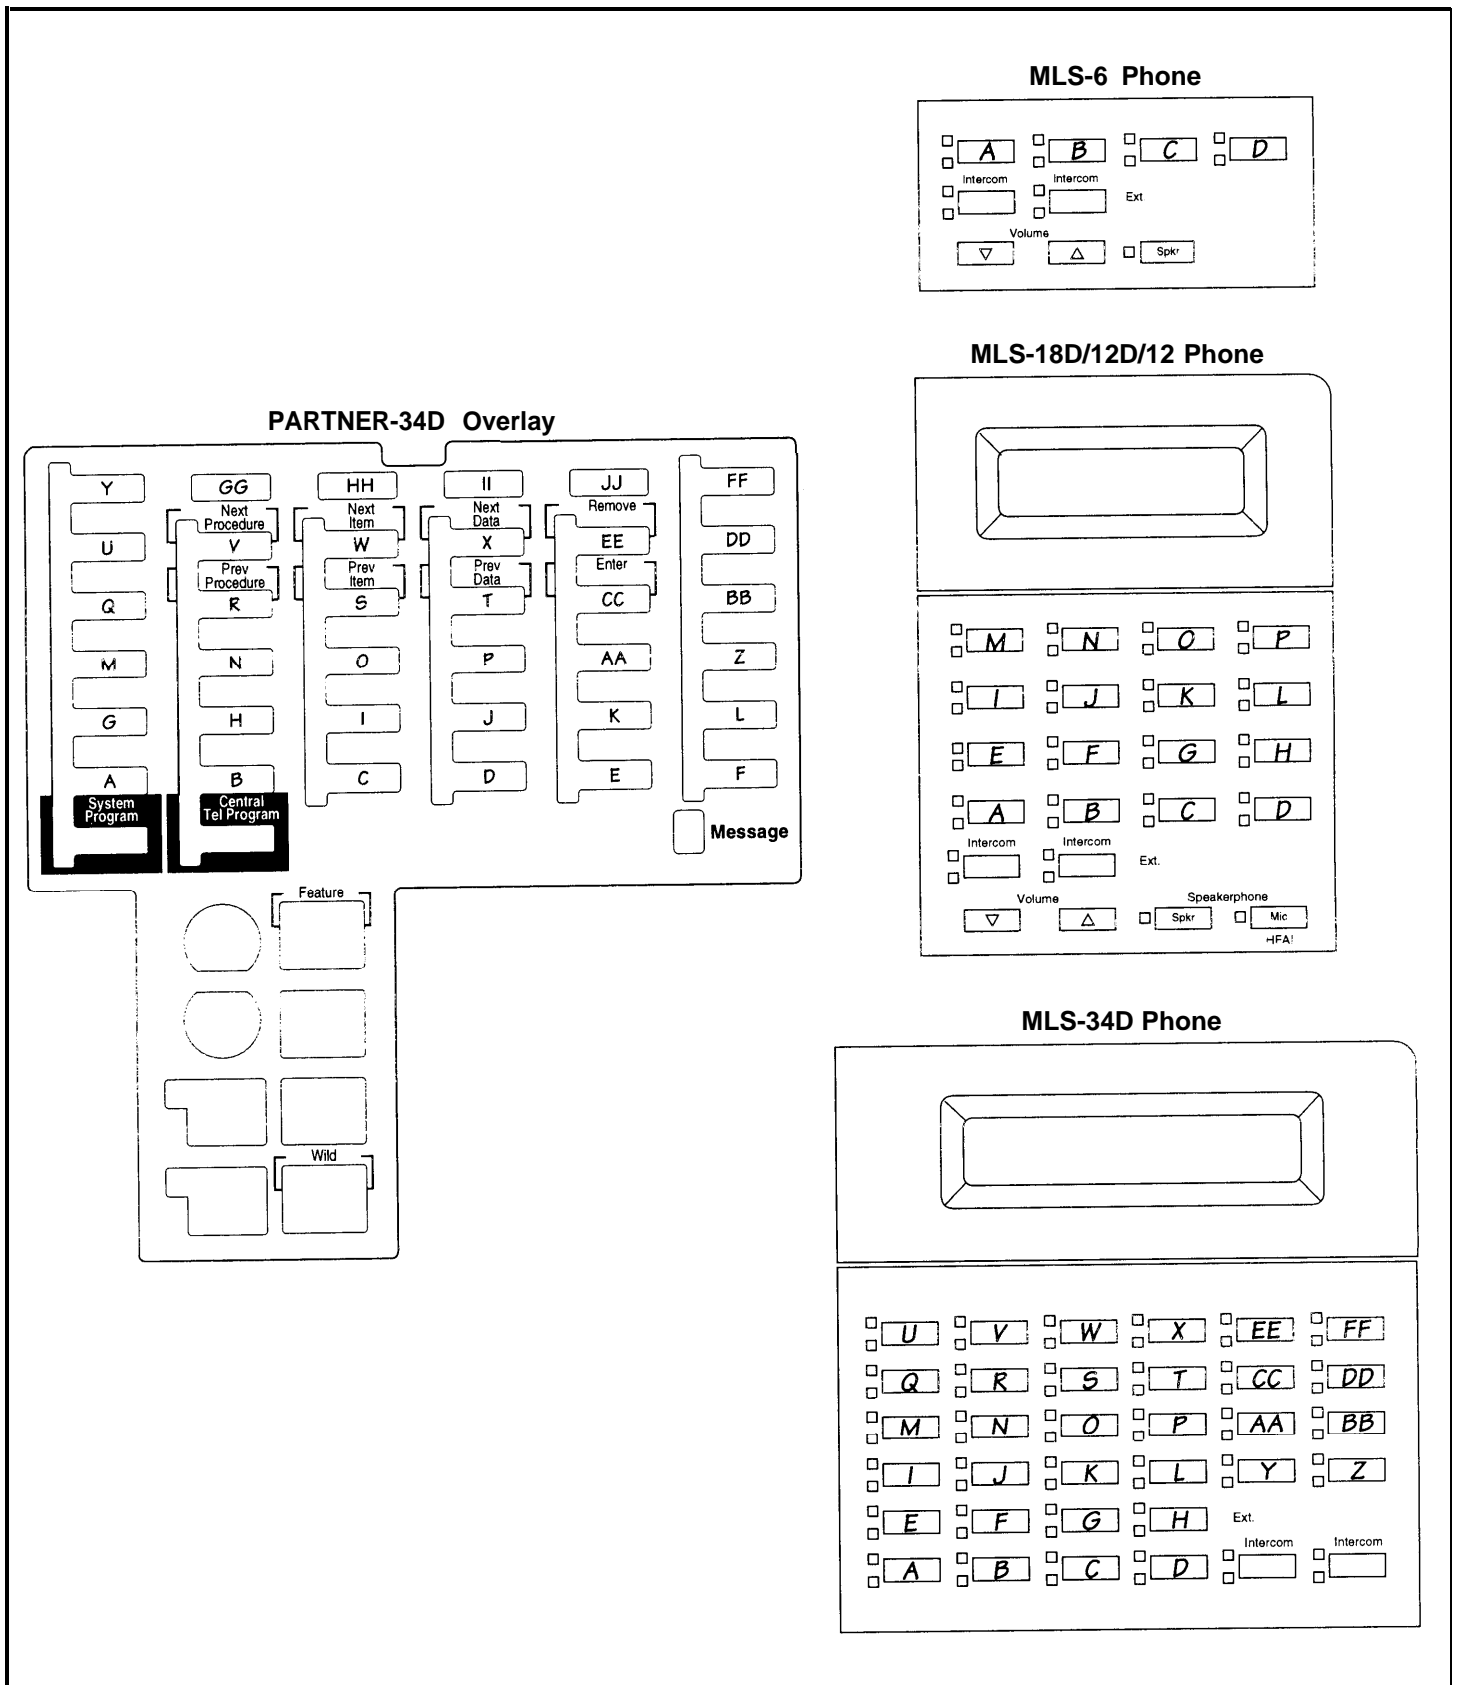 MLS-6 Phone
A B C D
Intercom Intercom Ext.
Volume
Spkr
MLS-18D/12D/12 Phone
M N O P
I J K L
E F G H
A B C D
Intercom Intercom Ext.
Volume Speakerphone
Spkr Mic
HFAI
PARTNER-34D Overlay
Y GG HH II JJ FF
Next Procedure Next Item Next Data Remove
U V W X EE DD
Prev Procedure Prev Item Prev Data Enter
Q R S T CC BB
M N O P AA Z
G H I J K L
A B C D E F
System Program Central Tel Program
Message
Feature
Wild
MLS-34D Phone
U V W X EE FF
Q R S T CC DD
M N O P AA BB
I J K L Y Z
E F G H Ext.
Intercom Intercom
A B C D